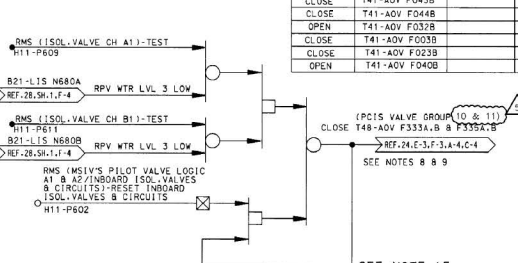 CLOSE T41-AOV F043B
CLOSE T41-AOV F044B
OPEN T41-AOV F032B
CLOSE T41-AOV F003B
CLOSE T41-AOV F023B
OPEN T41-AOV F040B
RMS (ISOL.VALVE CH A1)-TEST
H11-P609
B21-LIS N680A
REF.28.SH.1,F-4
RPV WTR LVL 3 LOW
RMS (ISOL.VALVE CH B1)-TEST
H11-P611
B21-LIS N680B
REF.28.SH.1,F-4
RPV WTR LVL 3 LOW
(PCIS VALVE GROUP 10 & 11)
CLOSE T48-AOV F333A,B & F335A,B
REF.24.E-3,F-3,A-4,C-4
SEE NOTES 8 & 9
RMS (MSIV'S PILOT VALVE LOGIC
A1 & A2/INBOARD ISOL.VALVES
& CIRCUITS)-RESET INBOARD
ISOL.VALVES & CIRCUITS
H11-P602
SEE NOTE